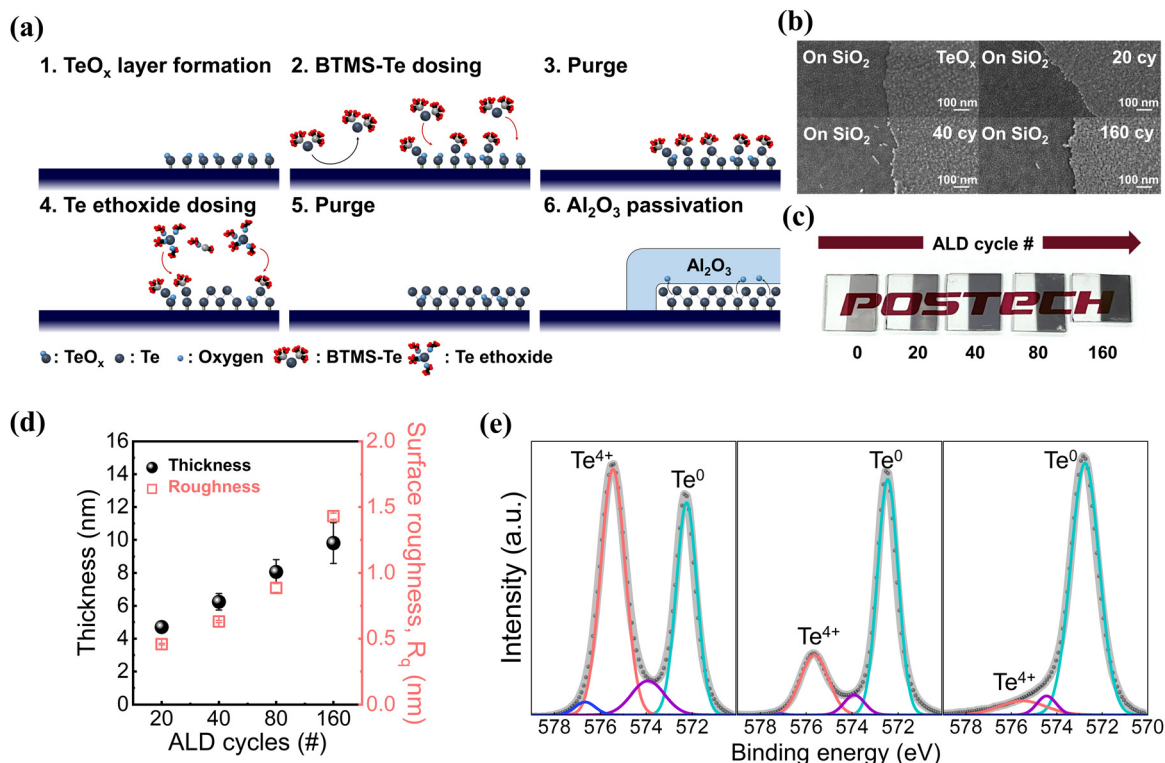 (a)
1. TeOₓ layer formation
2. BTMS-Te dosing
3. Purge
4. Te ethoxide dosing
5. Purge
6. Al₂O₃ passivation
Al₂O₃
: TeOₓ : Te : Oxygen : BTMS-Te : Te ethoxide
(b)
On SiO₂ TeOₓ
100 nm
On SiO₂ 20 cy
100 nm
On SiO₂ 40 cy
100 nm
On SiO₂ 160 cy
100 nm
(c)
ALD cycle #
POSTECH
0 20 40 80 160
(d)
Thickness (nm)
16
14
12
10
8
6
4
2
0
Thickness
Roughness
20 40 80 160
ALD cycles (#)
2.0
1.5
1.0
0.5
0.0
Surface roughness, R_q (nm)
(e)
Intensity (a.u.)
Te⁴⁺ Te⁰
Te⁴⁺ Te⁰
Te⁴⁺ Te⁰
578 576 574 572 578 576 574 572 578 576 574 572 570
Binding energy (eV)